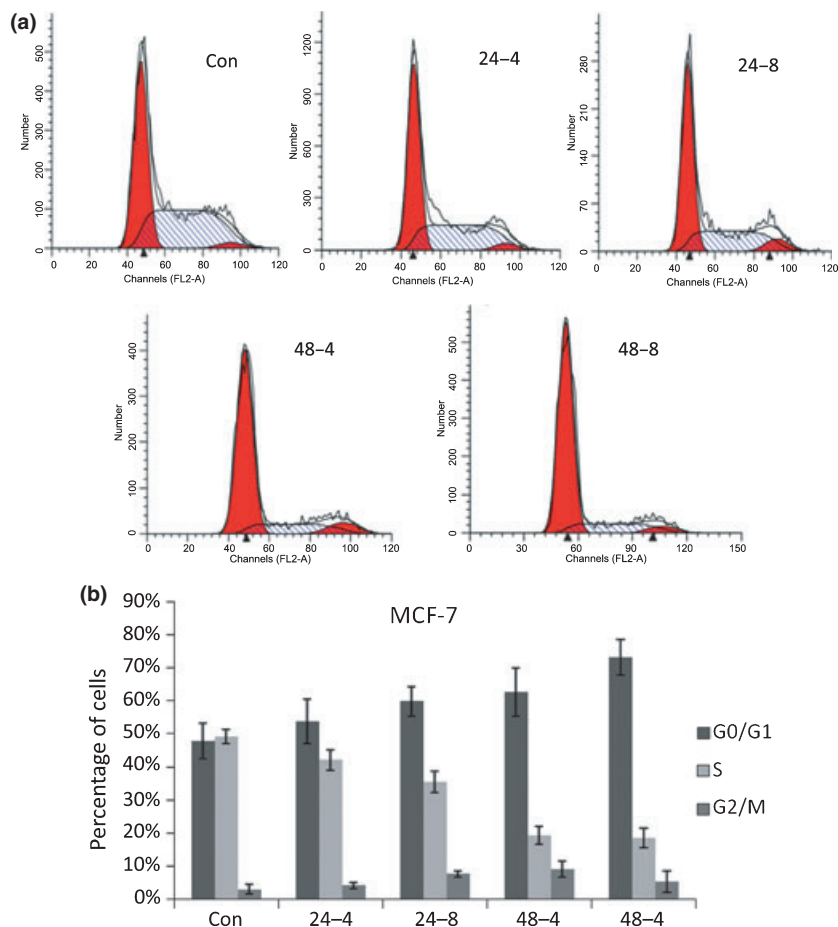 (a)
Con
Number
500
400
300
200
100
0
0 20 40 60 80 100 120
Channels (FL2-A)
24–4
Number
1200
900
600
300
0
0 20 40 60 80 100 120
Channels (FL2-A)
24–8
Number
280
210
140
70
0
0 20 40 60 80 100 120
Channels (FL2-A)
48–4
Number
400
300
200
100
0
0 20 40 60 80 100 120
Channels (FL2-A)
48–8
Number
500
400
300
200
100
0
0 30 60 90 120 150
Channels (FL2-A)
(b)
MCF-7
Percentage of cells
90%
80%
70%
60%
50%
40%
30%
20%
10%
0%
Con 24–4 24–8 48–4 48–4
G0/G1
S
G2/M